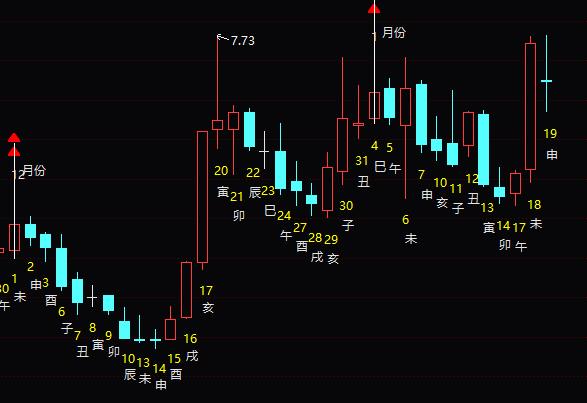 7.73
1
月份
12
月份
30
午
1
未
2
申
3
酉
6
子
7
丑
8
寅
9
卯
10
辰
13
未
14
申
15
酉
16
戌
17
亥
20
寅
21
卯
22
辰
23
巳
24
午
27
酉
28
戌
29
亥
30
子
31
丑
4
巳
5
午
6
未
7
申
10
亥
11
子
12
丑
13
寅
14
卯
17
午
18
未
19
申